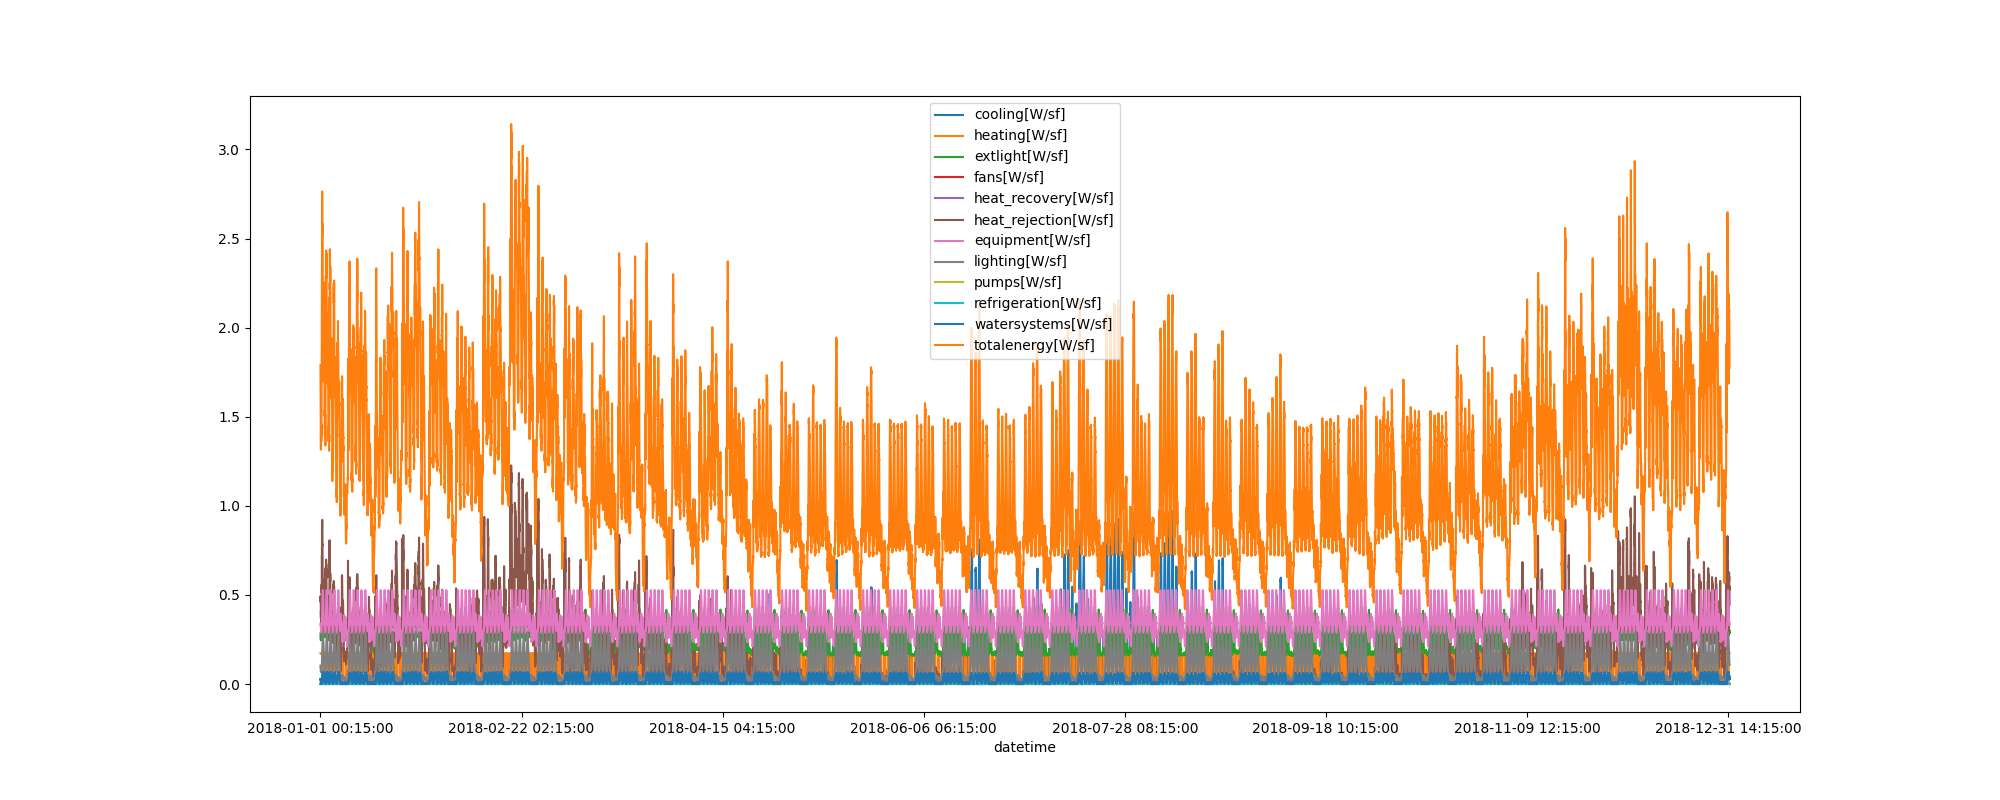 cooling[W/sf]
heating[W/sf]
extlight[W/sf]
fans[W/sf]
heat_recovery[W/sf]
heat_rejection[W/sf]
equipment[W/sf]
lighting[W/sf]
pumps[W/sf]
refrigeration[W/sf]
watersystems[W/sf]
totalenergy[W/sf]
3.0
2.5
2.0
1.5
1.0
0.5
0.0
2018-01-01 00:15:00 2018-02-22 02:15:00 2018-04-15 04:15:00 2018-06-06 06:15:00 2018-07-28 08:15:00 2018-09-18 10:15:00 2018-11-09 12:15:00 2018-12-31 14:15:00
datetime